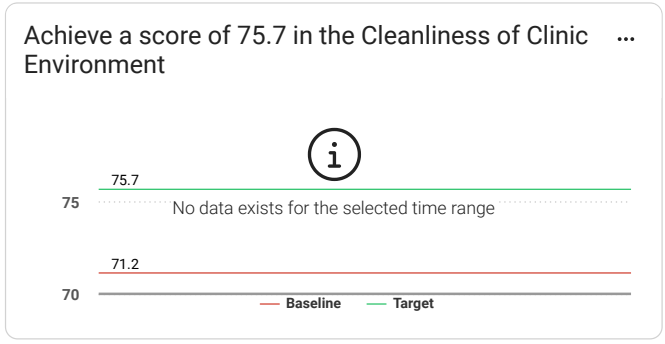 Achieve a score of 75.7 in the Cleanliness of Clinic
Environment
75.7
75
No data exists for the selected time range
71.2
70
Baseline Target